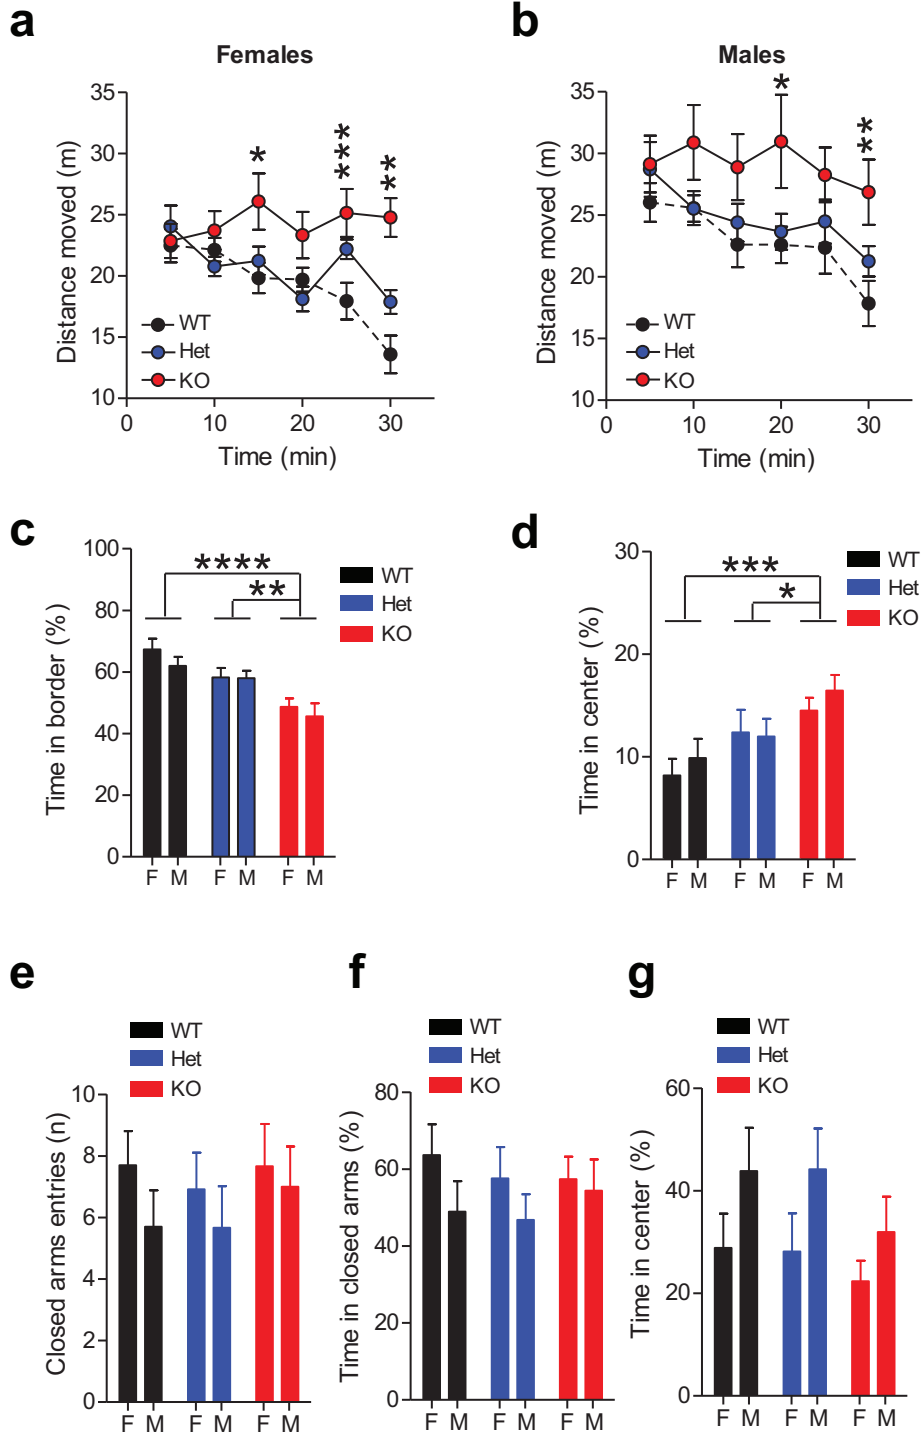 a
Females
Distance moved (m)
35
30
25
20
15
10
*
***
**
WT
Het
KO
0
10
20
30
Time (min)
b
Males
Distance moved (m)
35
30
25
20
15
10
*
**
WT
Het
KO
0
10
20
30
Time (min)
c
Time in border (%)
100
80
60
40
20
0
****
**
WT
Het
KO
F M F M F M
d
Time in center (%)
30
20
10
0
***
*
WT
Het
KO
F M F M F M
e
WT
Het
KO
Closed arms entries (n)
10
8
6
4
2
0
F M F M F M
f
WT
Het
KO
Time in closed arms (%)
80
60
40
20
0
F M F M F M
g
WT
Het
KO
Time in center (%)
60
40
20
0
F M F M F M